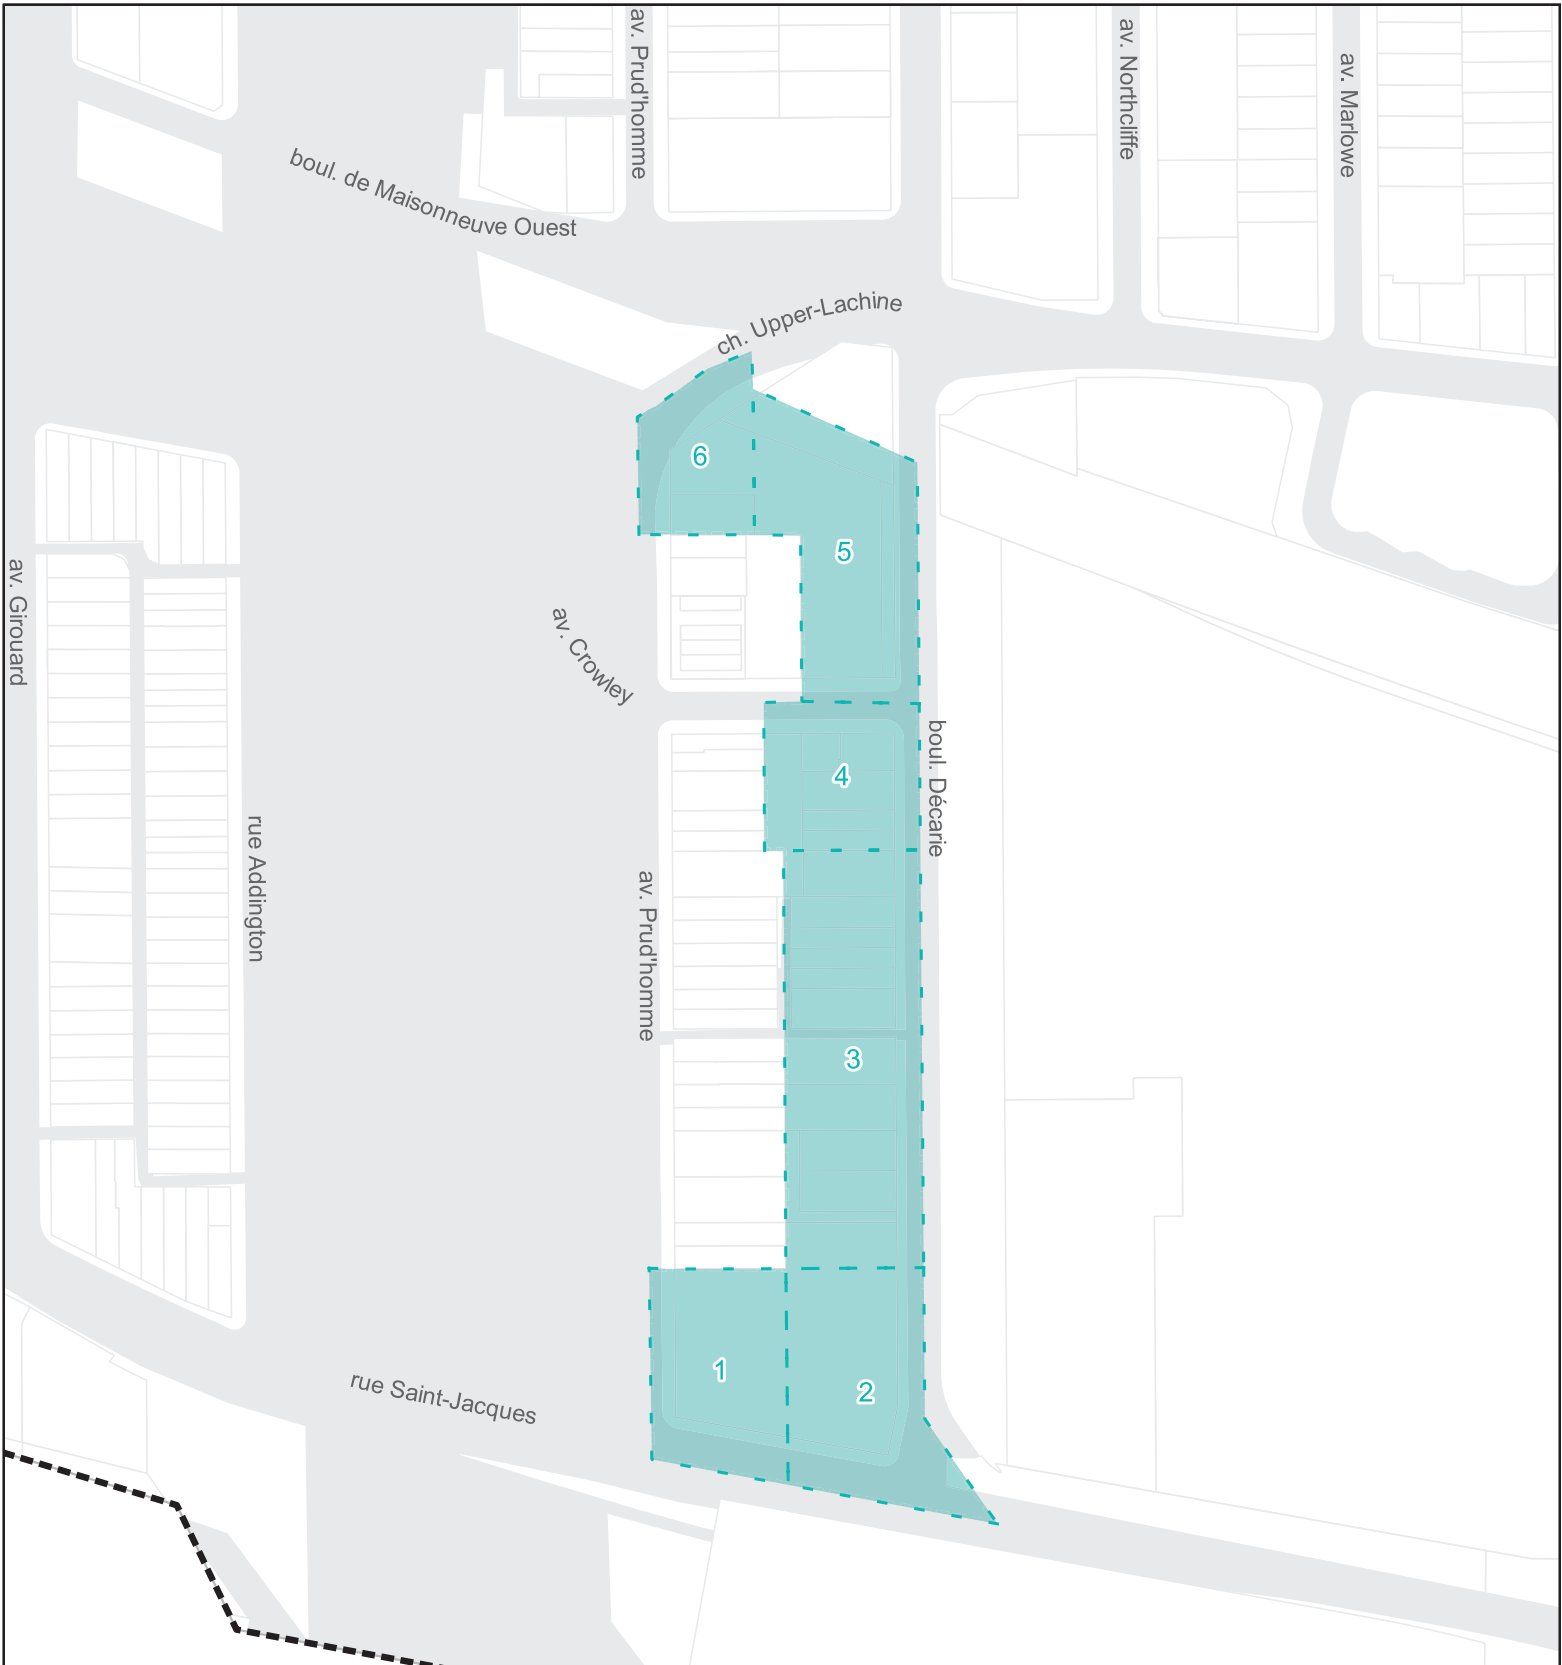 av. Prud'homme
av. Northcliffe
av. Marlowe
boul. de Maisonneuve Ouest
ch. Upper-Lachine
6
5
av. Girouard
av. Crowley
boul. Décarie
4
rue Addington
av. Prud'homme
3
1
2
rue Saint-Jacques